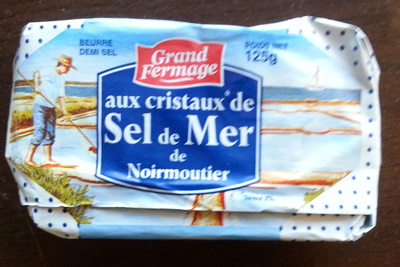 BEURRE
DEMI SEL
Grand
Fermage
POIDS NET
125g
aux cristaux* de
Sel de Mer
de
Noirmoutier